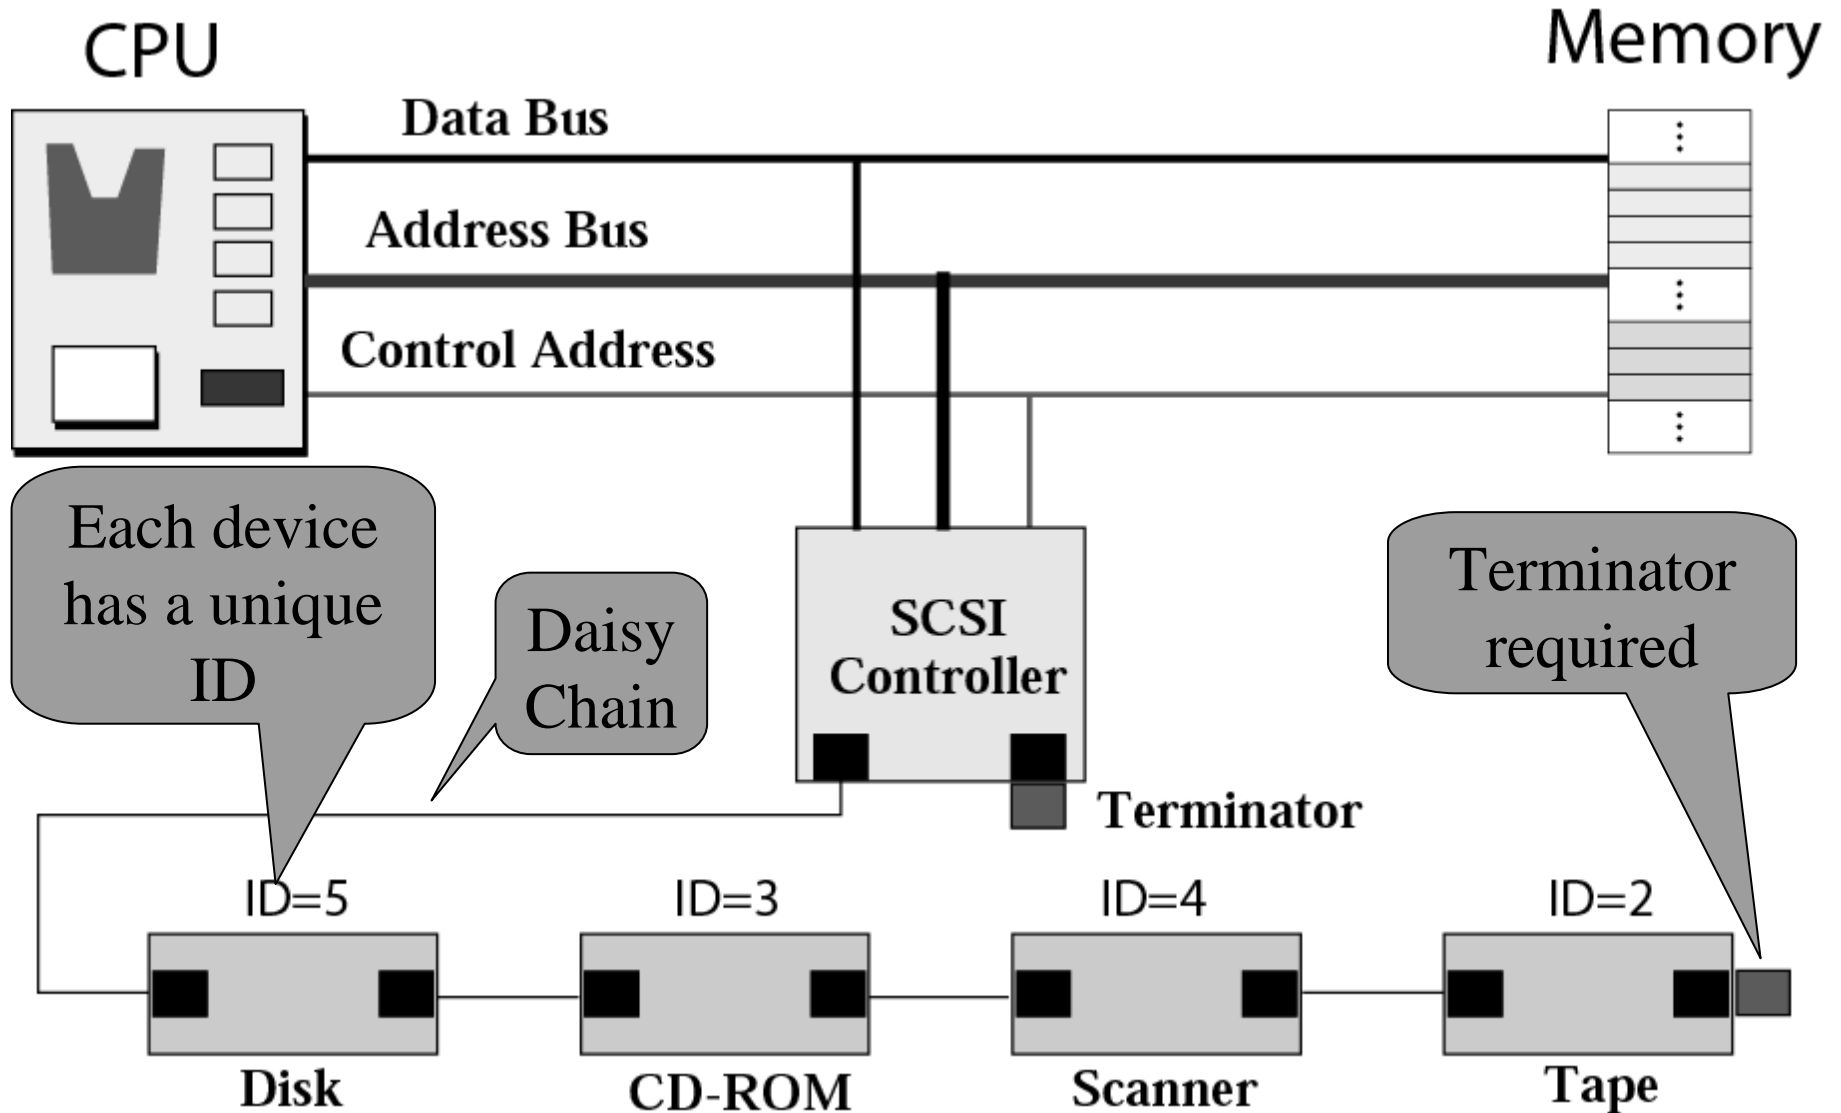 CPU
Memory
Data Bus
Address Bus
Control Address
Each device
has a unique
ID
Daisy
Chain
SCSI
Controller
Terminator
required
Terminator
ID=5
ID=3
ID=4
ID=2
Disk
CD-ROM
Scanner
Tape